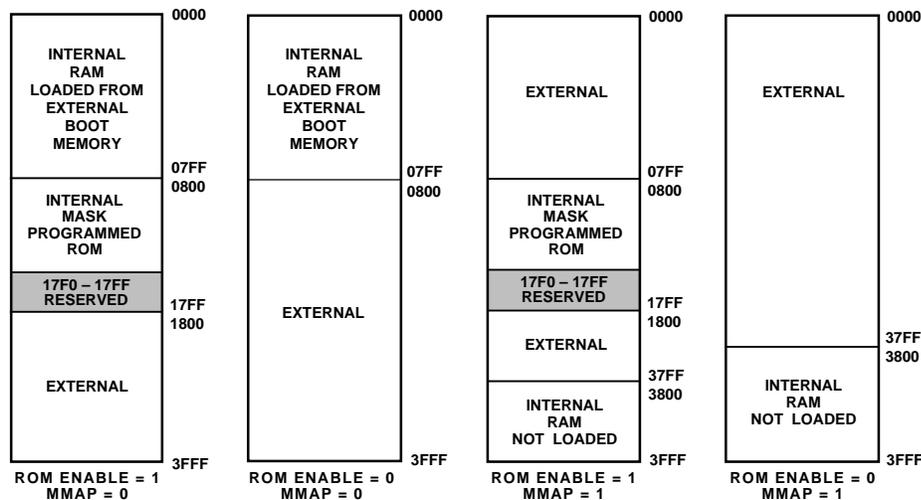 0000
INTERNAL
RAM
LOADED FROM
EXTERNAL
BOOT
MEMORY
07FF
0800
INTERNAL
MASK
PROGRAMMED
ROM
17F0 – 17FF
RESERVED
17FF
1800
EXTERNAL
3FFF
ROM ENABLE = 1
MMAP = 0
0000
INTERNAL
RAM
LOADED FROM
EXTERNAL
BOOT
MEMORY
07FF
0800
EXTERNAL
3FFF
ROM ENABLE = 0
MMAP = 0
0000
EXTERNAL
07FF
0800
INTERNAL
MASK
PROGRAMMED
ROM
17F0 – 17FF
RESERVED
17FF
1800
EXTERNAL
37FF
3800
INTERNAL
RAM
NOT LOADED
3FFF
ROM ENABLE = 1
MMAP = 1
0000
EXTERNAL
37FF
3800
INTERNAL
RAM
NOT LOADED
3FFF
ROM ENABLE = 0
MMAP = 1